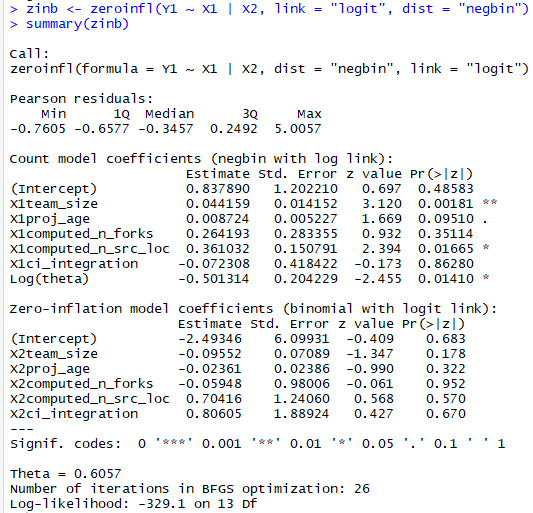 > zinb <- zeroinfl(Y1 ~ X1 | X2, link = "logit", dist = "negbin")
> summary(zinb)
Call:
zeroinfl(formula = Y1 ~ X1 | X2, dist = "negbin", link = "logit")
Pearson residuals:
    Min      1Q  Median      3Q     Max
-0.7605 -0.6577 -0.3457  0.2492  5.0057
Count model coefficients (negbin with log link):
                      Estimate Std. Error z value Pr(>|z|)
(Intercept)           0.837890   1.202210   0.697  0.48583
X1team_size           0.044159   0.014152   3.120  0.00181 **
X1proj_age            0.008724   0.005227   1.669  0.09510 .
X1computed_n_forks    0.264193   0.283355   0.932  0.35114
X1computed_n_src_loc  0.361032   0.150791   2.394  0.01665 *
X1ci_integration     -0.072308   0.418422  -0.173  0.86280
Log(theta)           -0.501314   0.204229  -2.455  0.01410 *
Zero-inflation model coefficients (binomial with logit link):
                     Estimate Std. Error z value Pr(>|z|)
(Intercept)          -2.49346    6.09931  -0.409    0.683
X2team_size          -0.09552    0.07089  -1.347    0.178
X2proj_age           -0.02361    0.02386  -0.990    0.322
X2computed_n_forks   -0.05948    0.98006  -0.061    0.952
X2computed_n_src_loc  0.70416    1.24060   0.568    0.570
X2ci_integration      0.80605    1.88924   0.427    0.670
---
Signif. codes:  0 '***' 0.001 '**' 0.01 '*' 0.05 '.' 0.1 ' ' 1
Theta = 0.6057
Number of iterations in BFGS optimization: 26
Log-likelihood: -329.1 on 13 Df